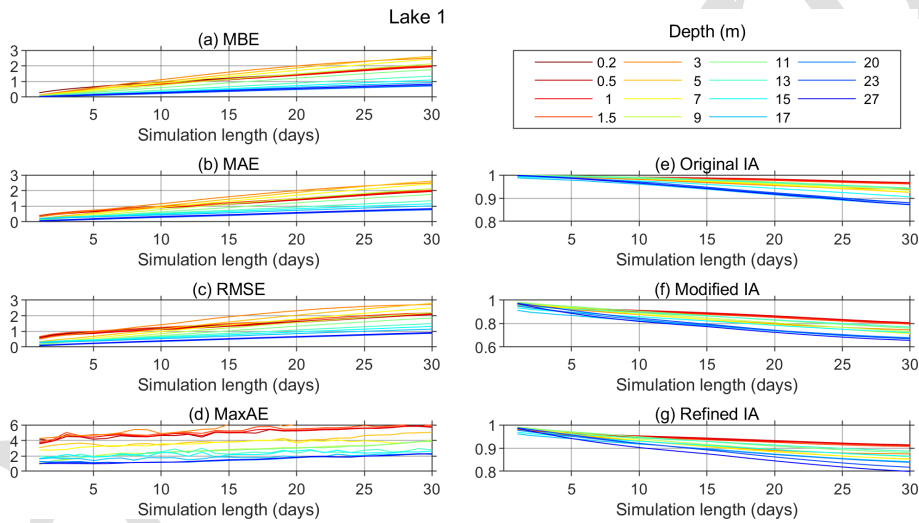 Lake 1
(a) MBE
3
2
1
0
5 10 15 20 25 30
Simulation length (days)
Depth (m)
0.2 3 11 20
0.5 5 13 23
1 7 15 27
1.5 9 17
(b) MAE
3
2
1
0
5 10 15 20 25 30
Simulation length (days)
(e) Original IA
1
0.9
0.8
5 10 15 20 25 30
Simulation length (days)
(c) RMSE
3
2
1
0
5 10 15 20 25 30
Simulation length (days)
(f) Modified IA
1
0.8
0.6
5 10 15 20 25 30
Simulation length (days)
(d) MaxAE
6
4
2
0
5 10 15 20 25 30
Simulation length (days)
(g) Refined IA
1
0.9
0.8
5 10 15 20 25 30
Simulation length (days)